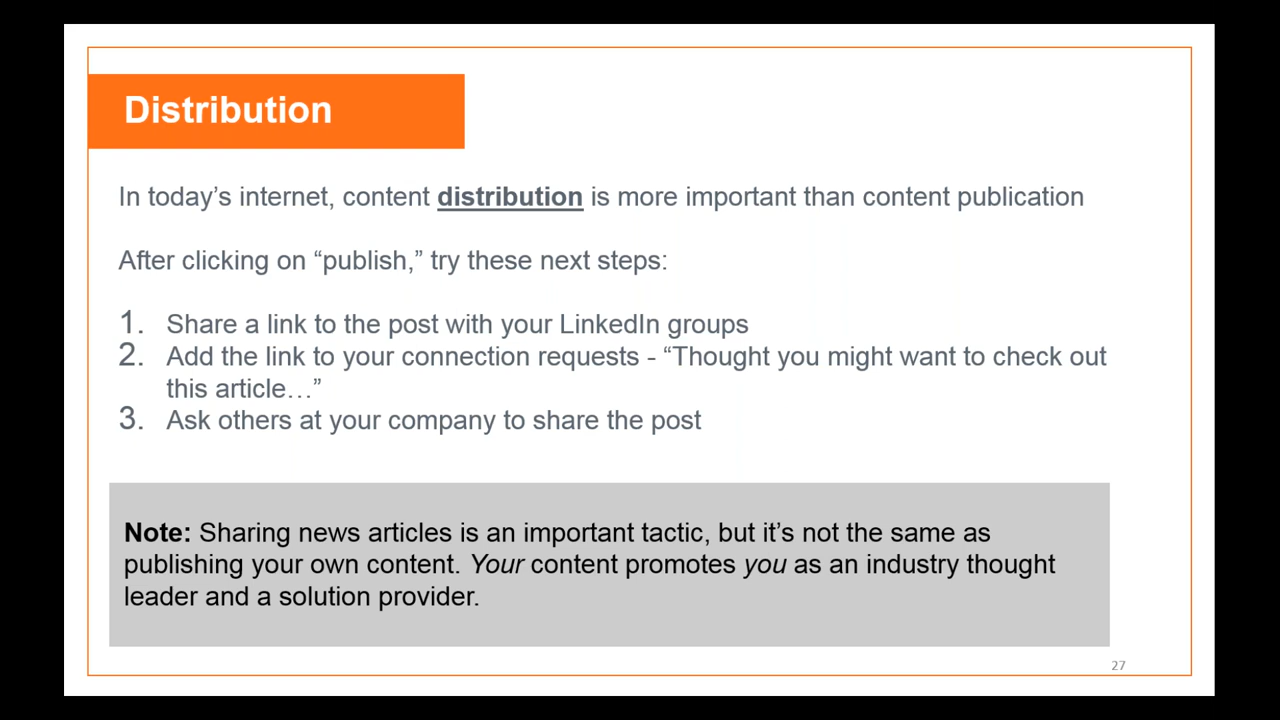 Distribution
In today’s internet, content distribution is more important than content publication
After clicking on “publish,” try these next steps:
1. Share a link to the post with your LinkedIn groups
2. Add the link to your connection requests - “Thought you might want to check out
this article…”
3. Ask others at your company to share the post
Note: Sharing news articles is an important tactic, but it’s not the same as
publishing your own content. Your content promotes you as an industry thought
leader and a solution provider.
27